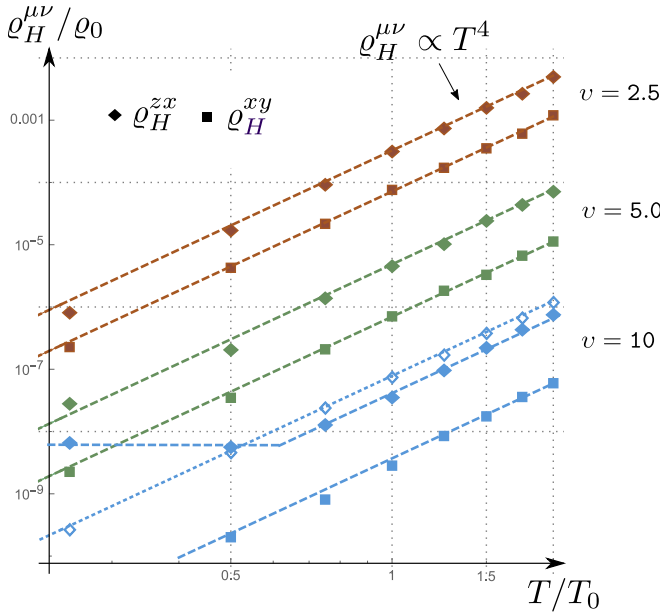 ϱ_H^{μν}/ϱ_0
ϱ_H^{μν} ∝ T^4
υ = 2.5
ϱ_H^{zx} ϱ_H^{xy}
0.001
υ = 5.0
10^{-5}
υ = 10
10^{-7}
10^{-9}
0.5 1 1.5
T/T_0